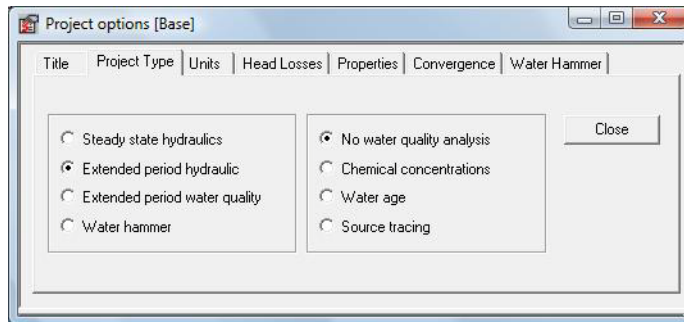 Project options [Base]
Title Project Type Units Head Losses Properties Convergence Water Hammer
Steady state hydraulics
Extended period hydraulic
Extended period water quality
Water hammer
No water quality analysis
Chemical concentrations
Water age
Source tracing
Close